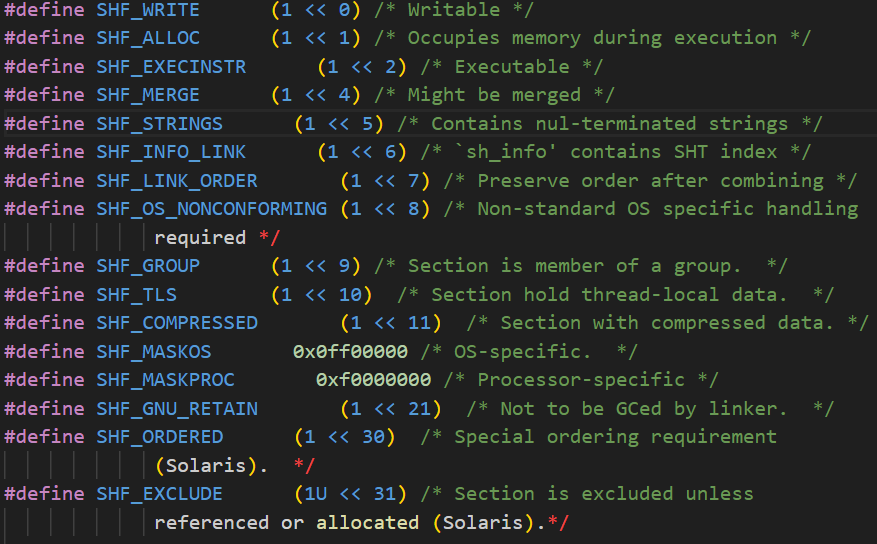 #define SHF_WRITE (1 << 0) /* Writable */
#define SHF_ALLOC (1 << 1) /* Occupies memory during execution */
#define SHF_EXECINSTR (1 << 2) /* Executable */
#define SHF_MERGE (1 << 4) /* Might be merged */
#define SHF_STRINGS (1 << 5) /* Contains nul-terminated strings */
#define SHF_INFO_LINK (1 << 6) /* `sh_info' contains SHT index */
#define SHF_LINK_ORDER (1 << 7) /* Preserve order after combining */
#define SHF_OS_NONCONFORMING (1 << 8) /* Non-standard OS specific handling
required */
#define SHF_GROUP (1 << 9) /* Section is member of a group. */
#define SHF_TLS (1 << 10) /* Section hold thread-local data. */
#define SHF_COMPRESSED (1 << 11) /* Section with compressed data. */
#define SHF_MASKOS 0x0ff00000 /* OS-specific. */
#define SHF_MASKPROC 0xf0000000 /* Processor-specific */
#define SHF_GNU_RETAIN (1 << 21) /* Not to be GCed by linker. */
#define SHF_ORDERED (1 << 30) /* Special ordering requirement
(Solaris). */
#define SHF_EXCLUDE (1U << 31) /* Section is excluded unless
referenced or allocated (Solaris).*/